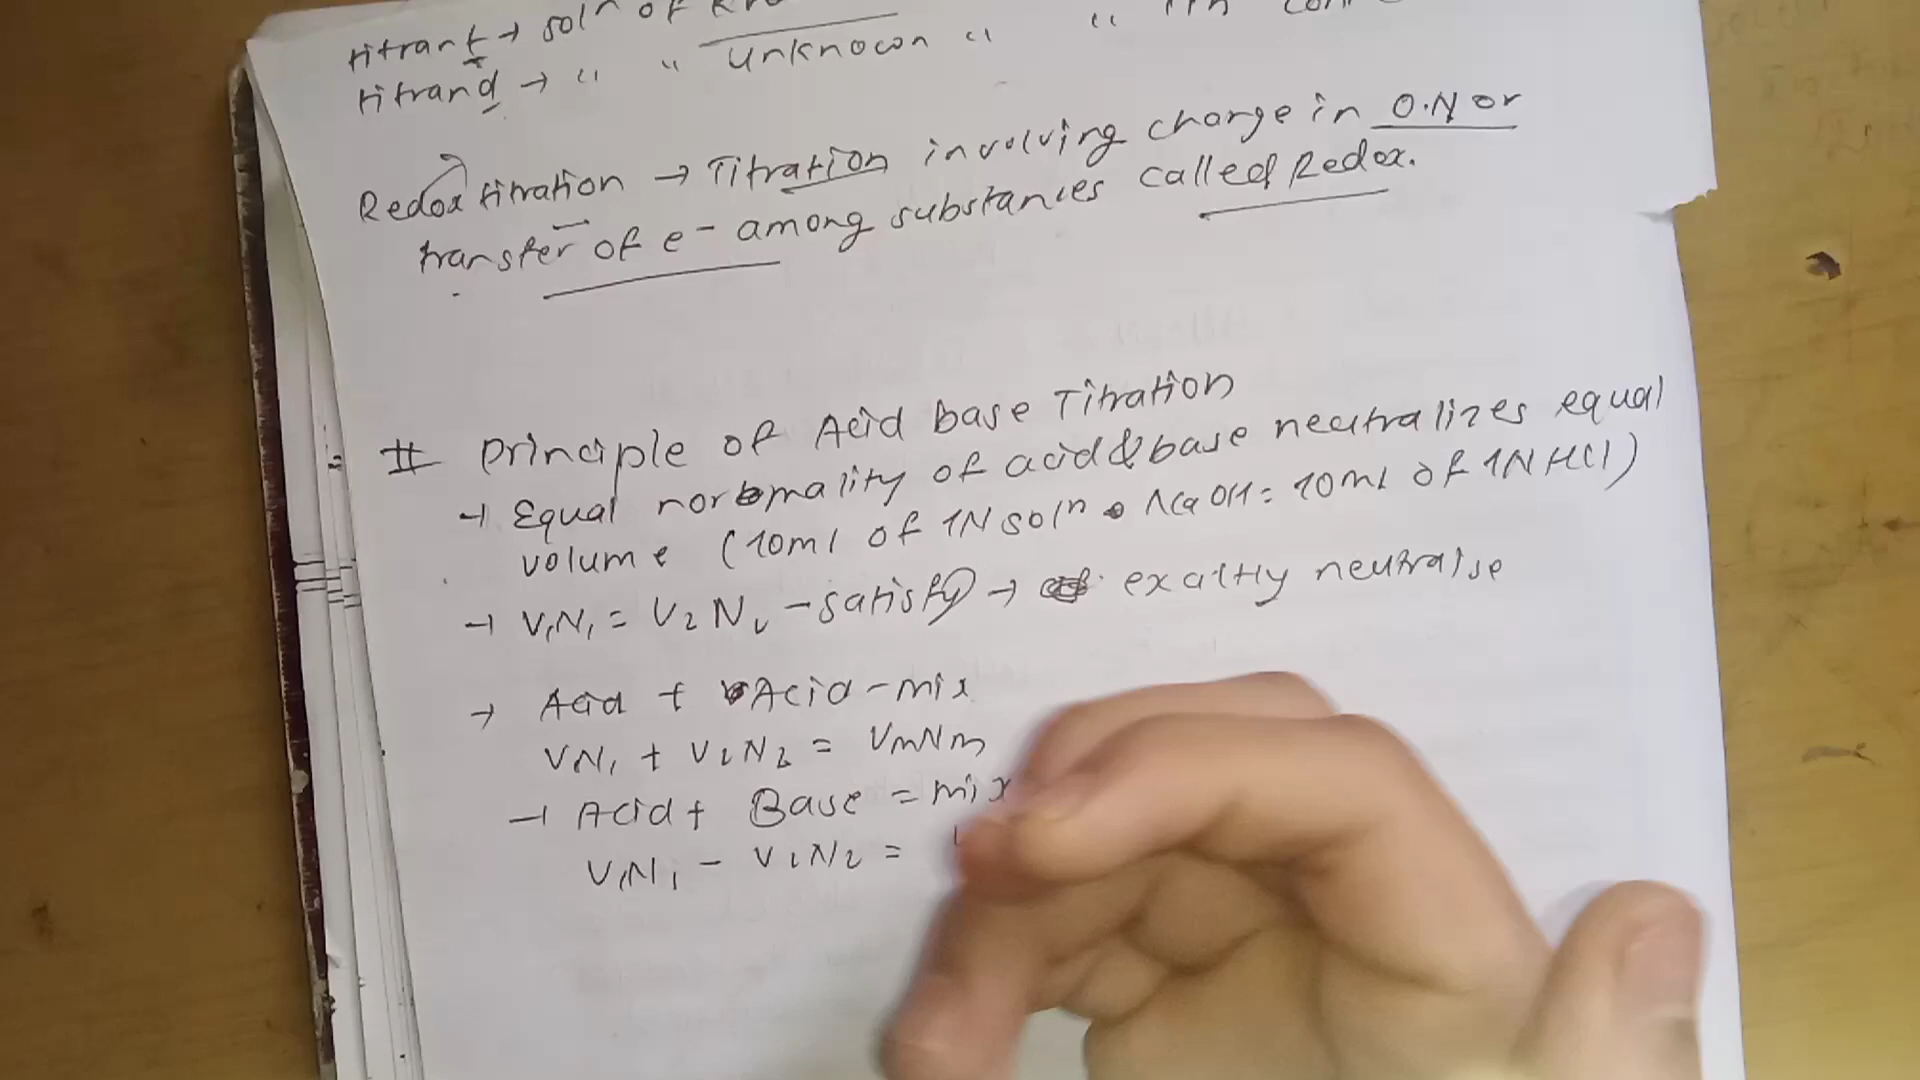 titrant → solⁿ of
titrand → " " unknown " " "
Redox titration → Titration involving change in O.N or
transfer of e- among substances called Redox.
# principle of Acid base Titration
→ Equal normality of acid & base neutralizes equal
volume (10ml of 1N solⁿ NaOH = 10ml of 1N HCl)
→ V₁N₁ = V₂N₂ - satisfy → exaltly neutralise
→ Acid + Acid - mix
VN₁ + V₂N₂ = VmNm
→ Acid + Base = mix
V₁N₁ - V₂N₂ =